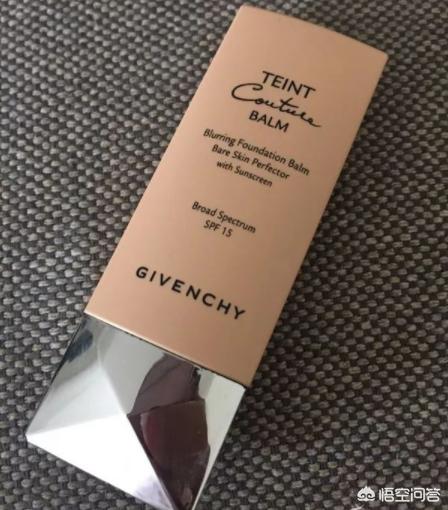 TEINT
Couture
BALM
Blurring Foundation Balm
Bare Skin Perfector
with Sunscreen
Broad Spectrum
SPF 15
GIVENCHY
悟空问答